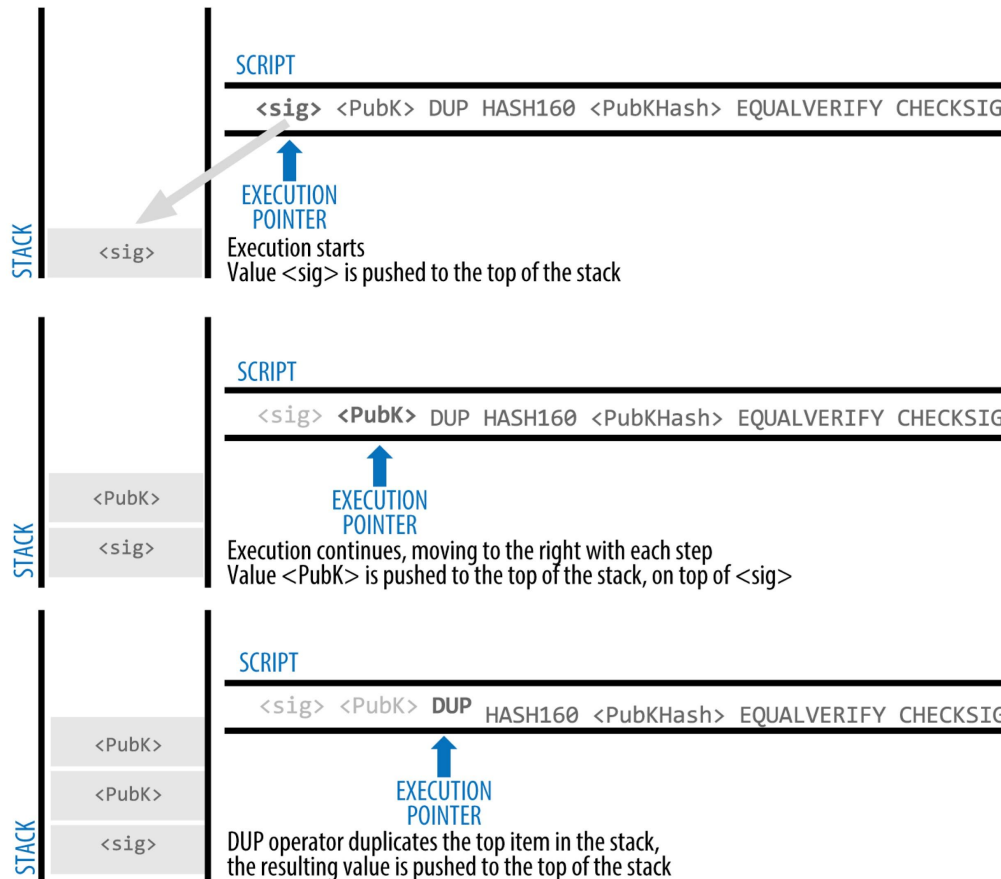 SCRIPT
<sig> <PubK> DUP HASH160 <PubKHash> EQUALVERIFY CHECKSIG
EXECUTION
POINTER
STACK
<sig>
Execution starts
Value <sig> is pushed to the top of the stack
SCRIPT
<sig> <PubK> DUP HASH160 <PubKHash> EQUALVERIFY CHECKSIG
EXECUTION
POINTER
<PubK>
STACK
<sig>
Execution continues, moving to the right with each step
Value <PubK> is pushed to the top of the stack, on top of <sig>
SCRIPT
<sig> <PubK> DUP HASH160 <PubKHash> EQUALVERIFY CHECKSIG
<PubK>
<PubK>
EXECUTION
POINTER
STACK
<sig>
DUP operator duplicates the top item in the stack,
the resulting value is pushed to the top of the stack